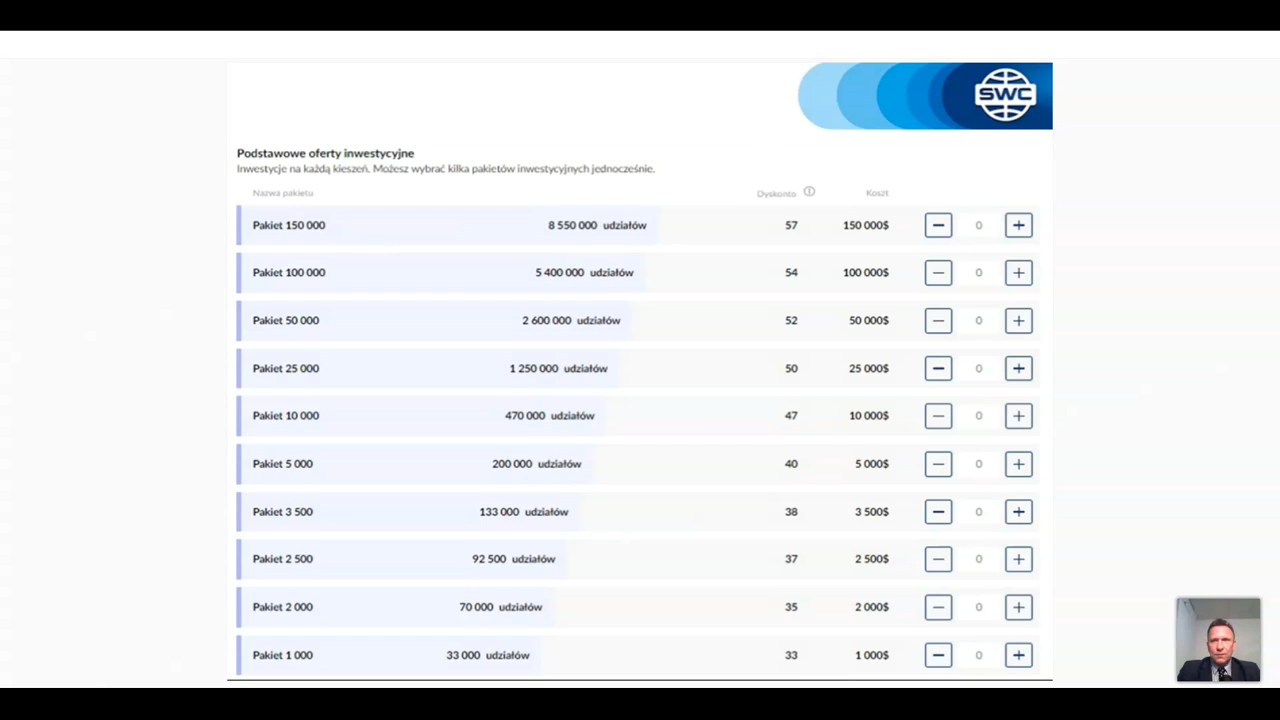 SWC
Podstawowe oferty inwestycyjne
Inwestycje na każdą kieszeń. Możesz wybrać kilka pakietów inwestycyjnych jednocześnie.
Nazwa pakietu Dyskonto Koszt
Pakiet 150 000 8 550 000 udziałów 57 150 000$ 0
Pakiet 100 000 5 400 000 udziałów 54 100 000$ 0
Pakiet 50 000 2 600 000 udziałów 52 50 000$ 0
Pakiet 25 000 1 250 000 udziałów 50 25 000$ 0
Pakiet 10 000 470 000 udziałów 47 10 000$ 0
Pakiet 5 000 200 000 udziałów 40 5 000$ 0
Pakiet 3 500 133 000 udziałów 38 3 500$ 0
Pakiet 2 500 92 500 udziałów 37 2 500$ 0
Pakiet 2 000 70 000 udziałów 35 2 000$ 0
Pakiet 1 000 33 000 udziałów 33 1 000$ 0